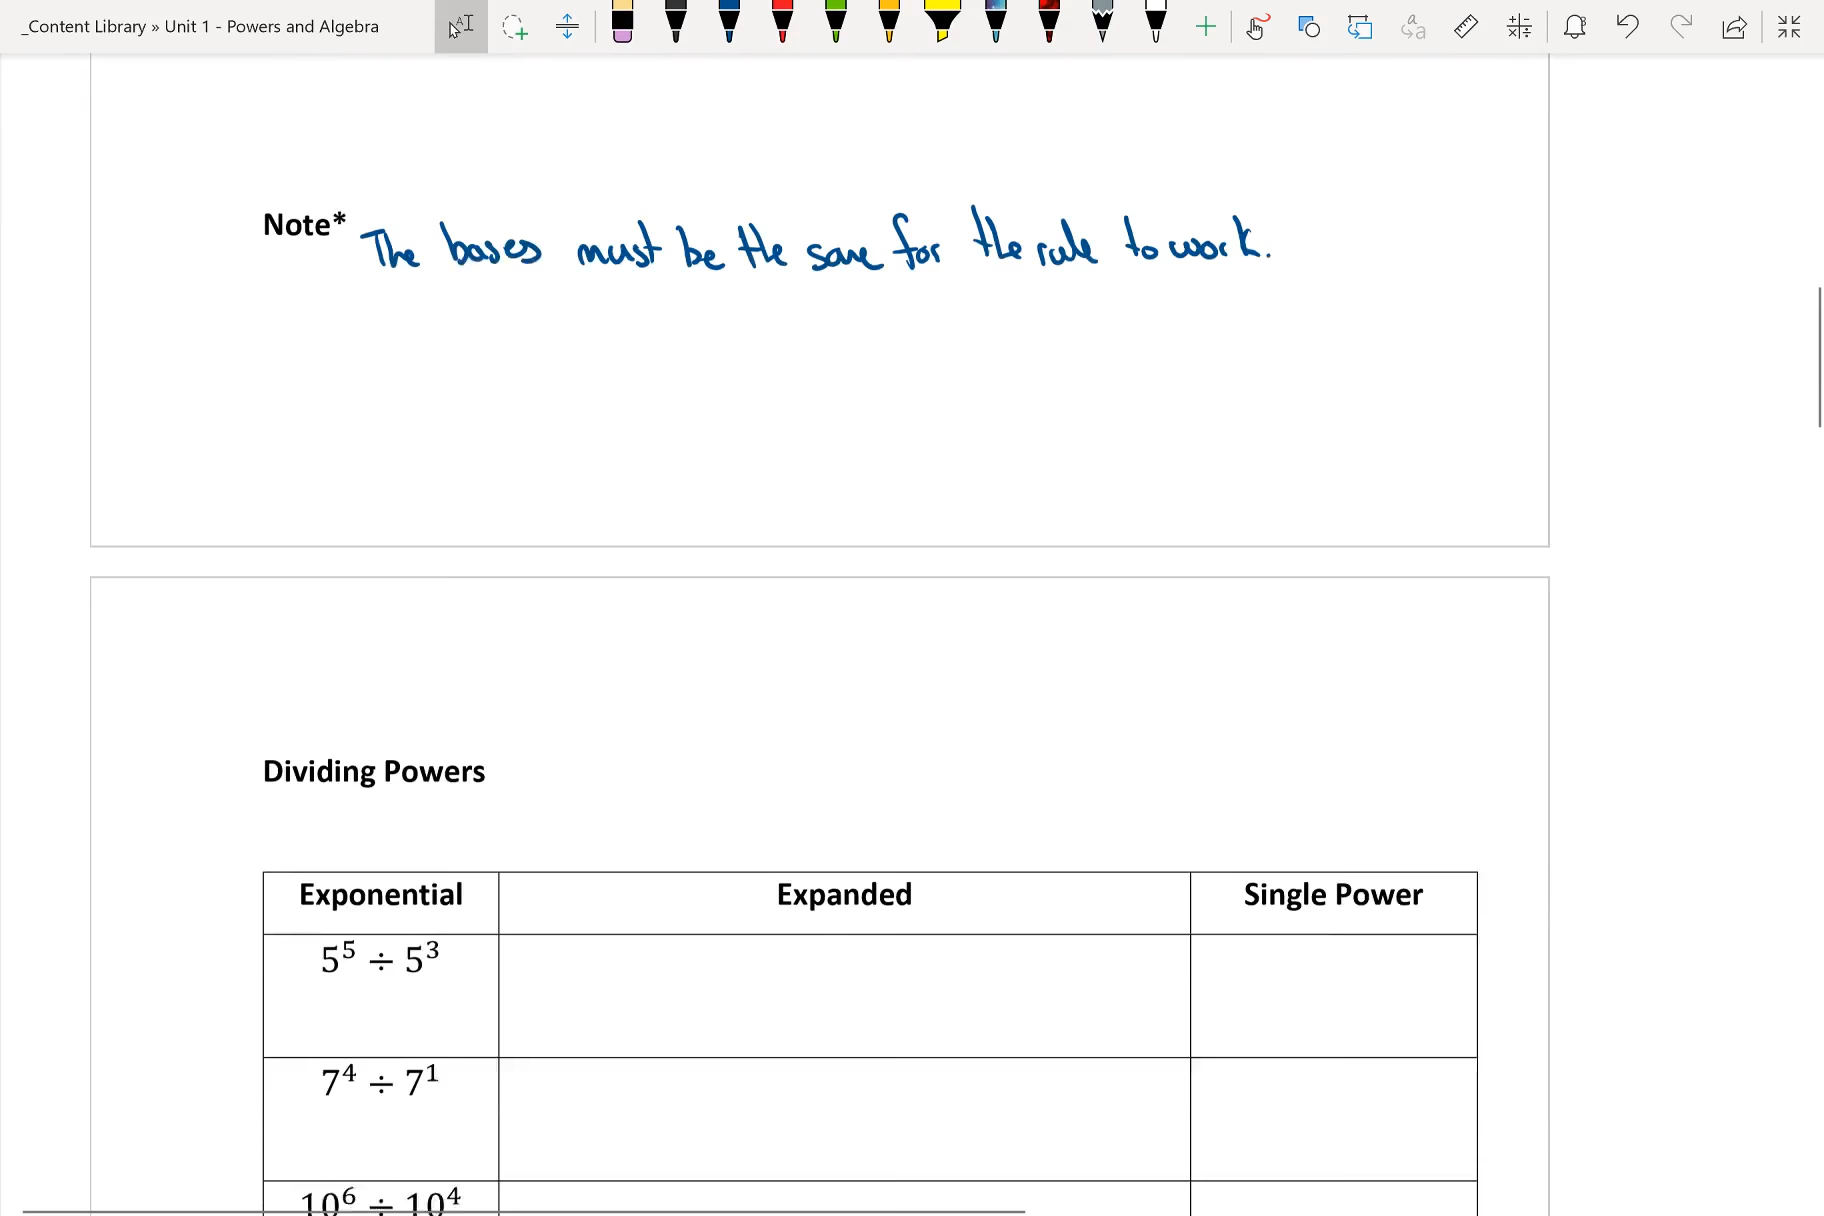 _Content Library » Unit 1 - Powers and Algebra
Note* The bases must be the same for the rule to work.
Dividing Powers
Exponential Expanded Single Power
5⁵ ÷ 5³
7⁴ ÷ 7¹
10⁶ ÷ 10⁴